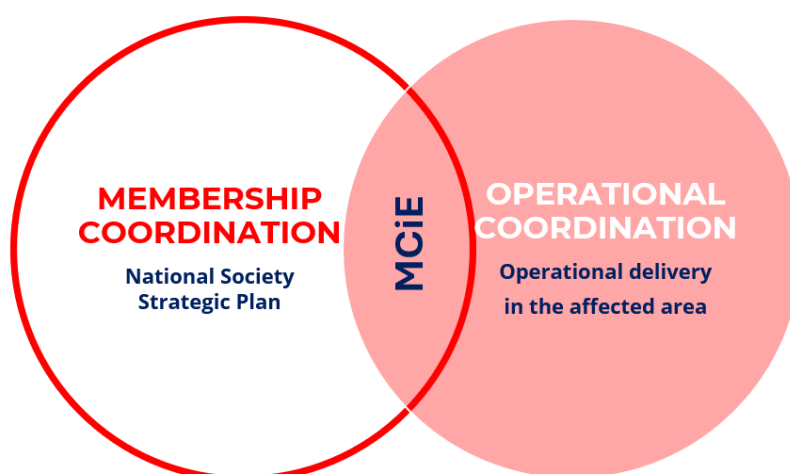 MEMBERSHIP
COORDINATION
National Society
Strategic Plan
MCiE
OPERATIONAL
COORDINATION
Operational delivery
in the affected area